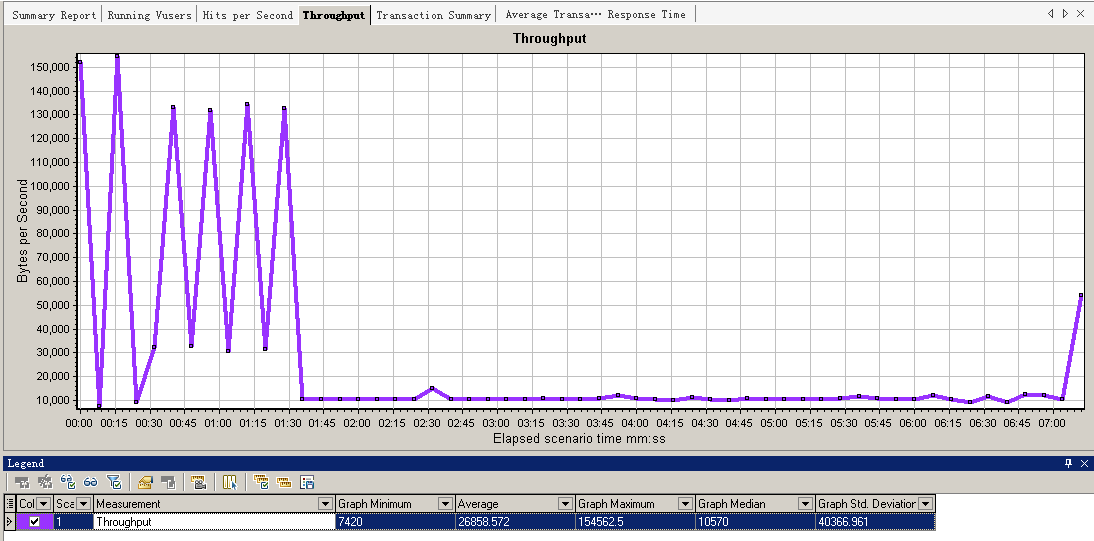 Summary Report Running Vusers Hits per Second Throughput Transaction Summary Average Transa… Response Time
Throughput
Bytes per Second
150,000
140,000
130,000
120,000
110,000
100,000
90,000
80,000
70,000
60,000
50,000
40,000
30,000
20,000
10,000
00:00 00:15 00:30 00:45 01:00 01:15 01:30 01:45 02:00 02:15 02:30 02:45 03:00 03:15 03:30 03:45 04:00 04:15 04:30 04:45 05:00 05:15 05:30 05:45 06:00 06:15 06:30 06:45 07:00
Elapsed scenario time mm:ss
Legend
Col Sca Measurement Graph Minimum Average Graph Maximum Graph Median Graph Std. Deviation
1 Throughput 7420 26858.572 154562.5 10570 40366.961